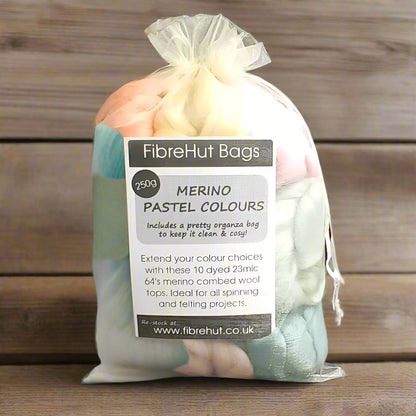 FibreHut Bags
250g
MERINO
PASTEL COLOURS
Includes a pretty organza bag
to keep it clean & cosy!
Extend your colour choices
with these 10 dyed 23mic
64's merino combed wool
tops. Ideal for all spinning
and felting projects.
Re-stock at...
www.fibrehut.co.uk